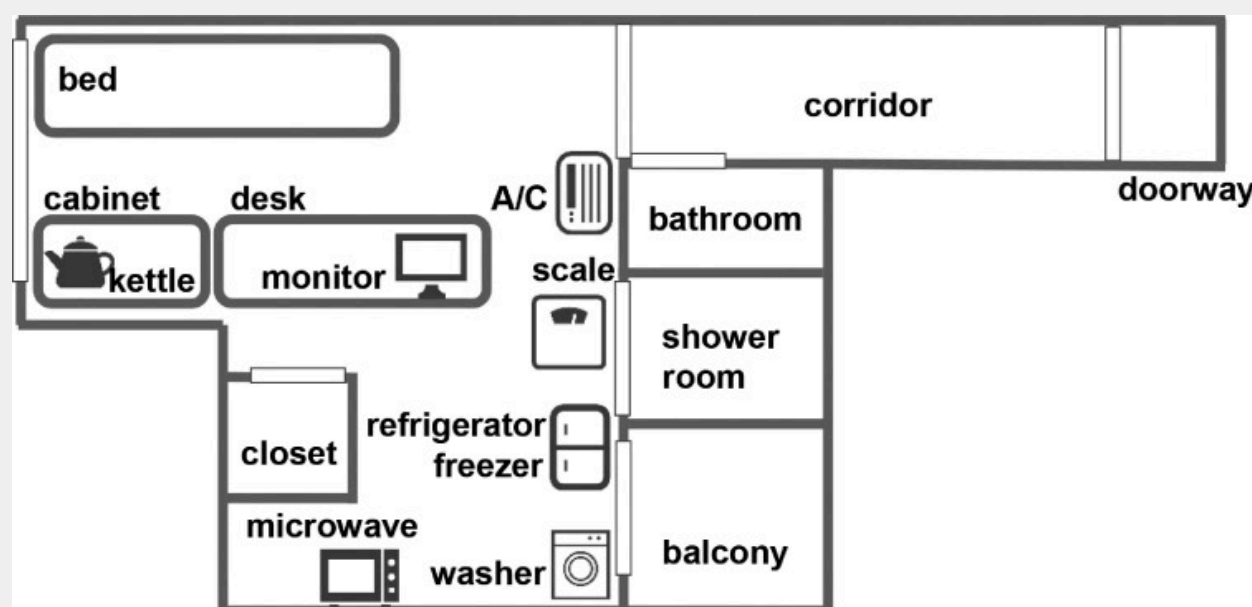 bed
corridor
cabinet
desk
A/C
doorway
bathroom
kettle
monitor
scale
shower
room
refrigerator
freezer
closet
microwave
washer
balcony